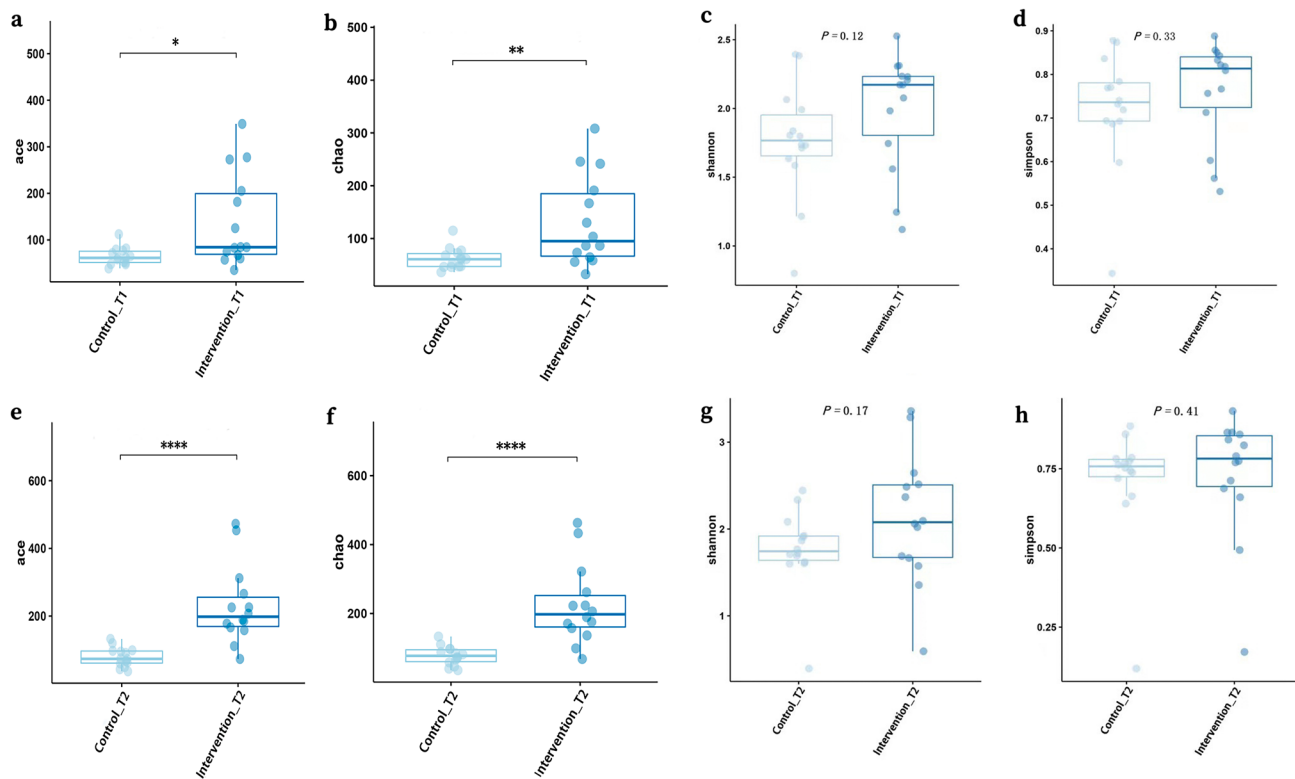 a
*
ace
500
400
300
200
100
Control_T1
Intervention_T1
b
**
chao
500
400
300
200
100
Control_T1
Intervention_T1
c
P = 0.12
shannon
2.5
2.0
1.5
1.0
Control_T1
Intervention_T1
d
P = 0.33
simpson
0.9
0.8
0.7
0.6
0.5
0.4
Control_T1
Intervention_T1
e
****
ace
600
400
200
Control_T2
Intervention_T2
f
****
chao
600
400
200
Control_T2
Intervention_T2
g
P = 0.17
shannon
3
2
1
Control_T2
Intervention_T2
h
P = 0.41
simpson
0.75
0.50
0.25
Control_T2
Intervention_T2